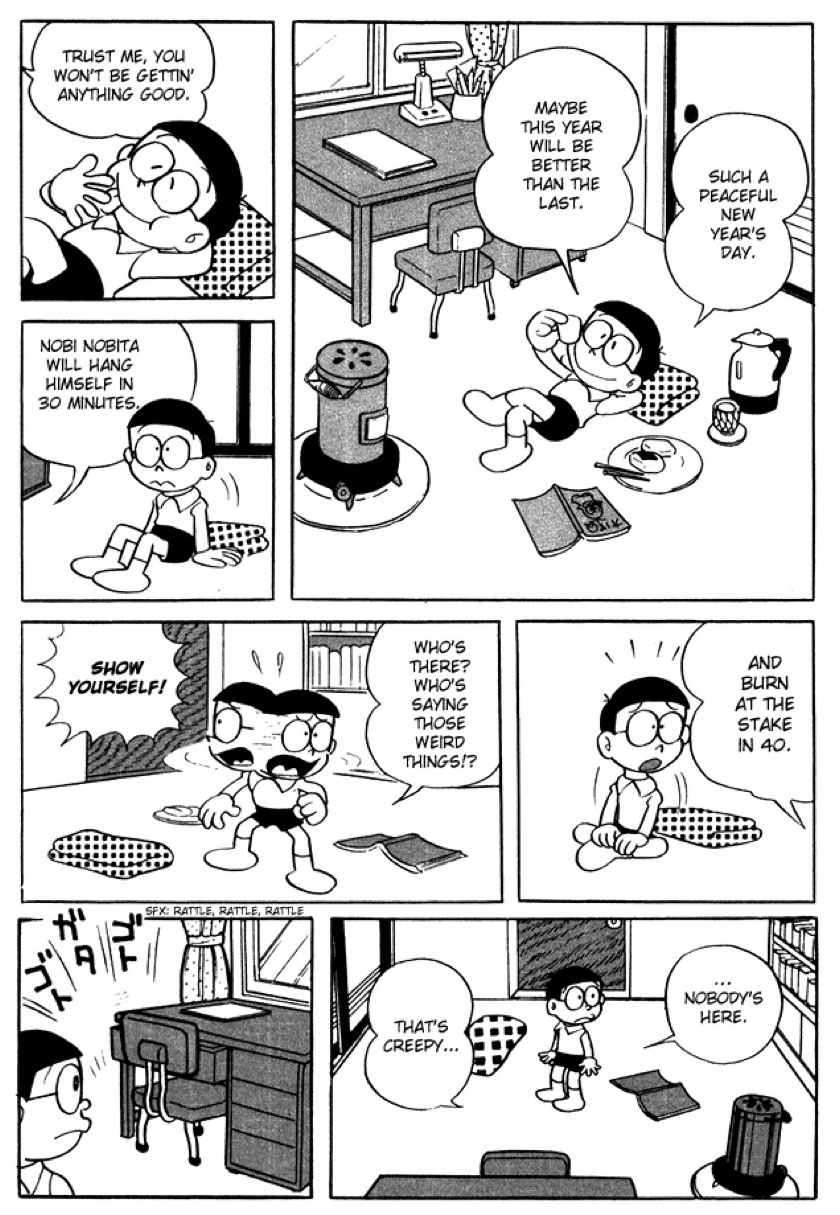 SUCH A
PEACEFUL
NEW
YEAR'S
DAY.
MAYBE
THIS YEAR
WILL BE
BETTER
THAN THE
LAST.
TRUST ME, YOU
WON'T BE GETTIN'
ANYTHING GOOD.
NOBI NOBITA
WILL HANG
HIMSELF IN
30 MINUTES.
AND
BURN
AT THE
STAKE
IN 40.
WHO'S
THERE?
WHO'S
SAYING
THOSE
WEIRD
THINGS!?
SHOW
YOURSELF!
...
NOBODY'S
HERE.
THAT'S
CREEPY...
SFX: RATTLE, RATTLE, RATTLE
ゴト
ガタ
ゴト